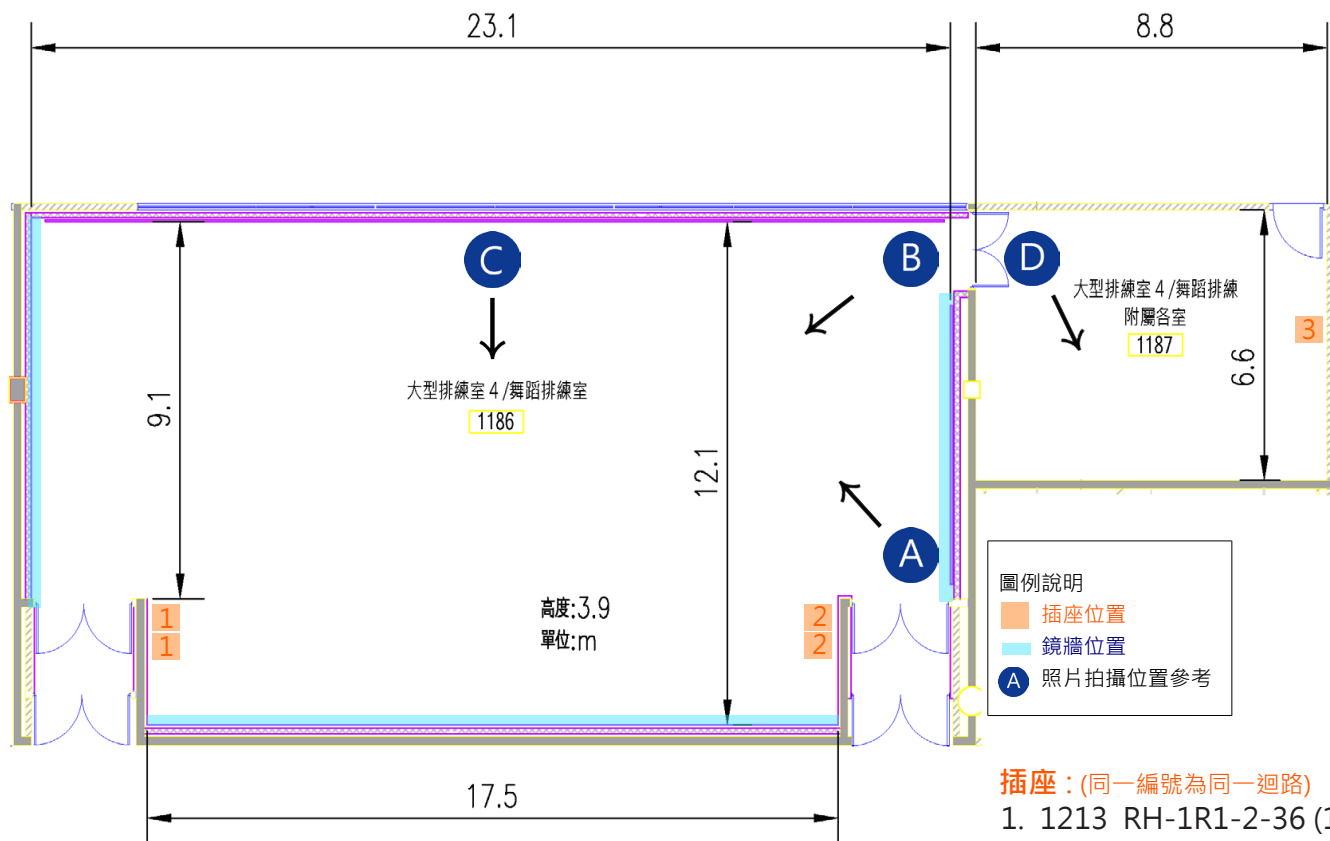 23.1
8.8
C
B
D
大型排練室 4 /舞蹈排練
附屬各室
1187
3
6.6
大型排練室 4 /舞蹈排練室
1186
9.1
12.1
A
1
1
高度:3.9
單位:m
2
2
圖例說明
插座位置
鏡牆位置
A 照片拍攝位置參考
17.5
插座：(同一編號為同一迴路)
1. 1213 RH-1R1-2-36 (1